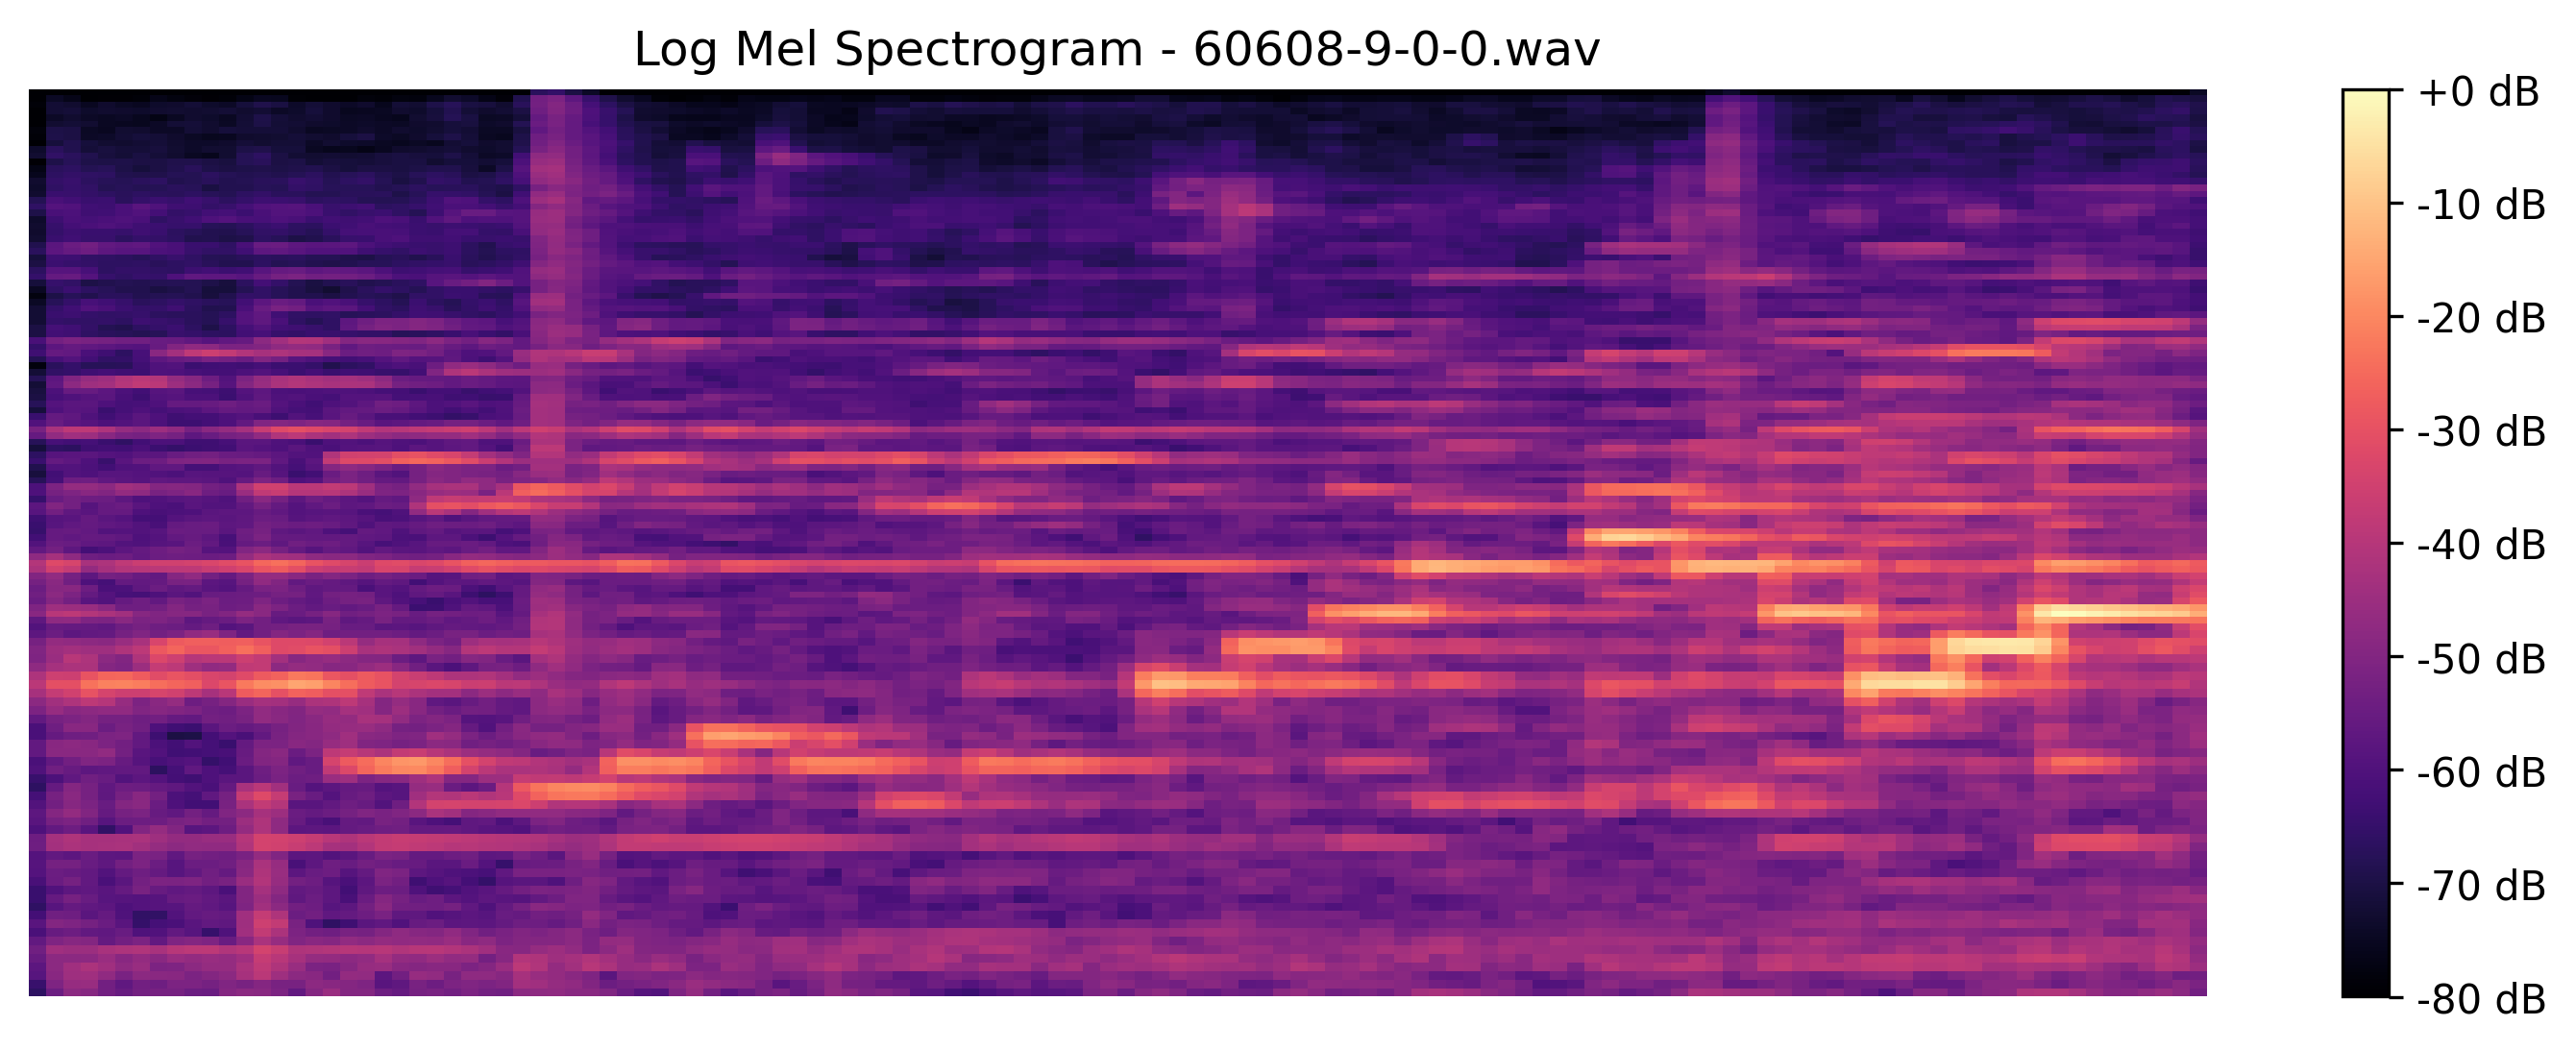 Log Mel Spectrogram - 60608-9-0-0.wav
+0 dB
-10 dB
-20 dB
-30 dB
-40 dB
-50 dB
-60 dB
-70 dB
-80 dB